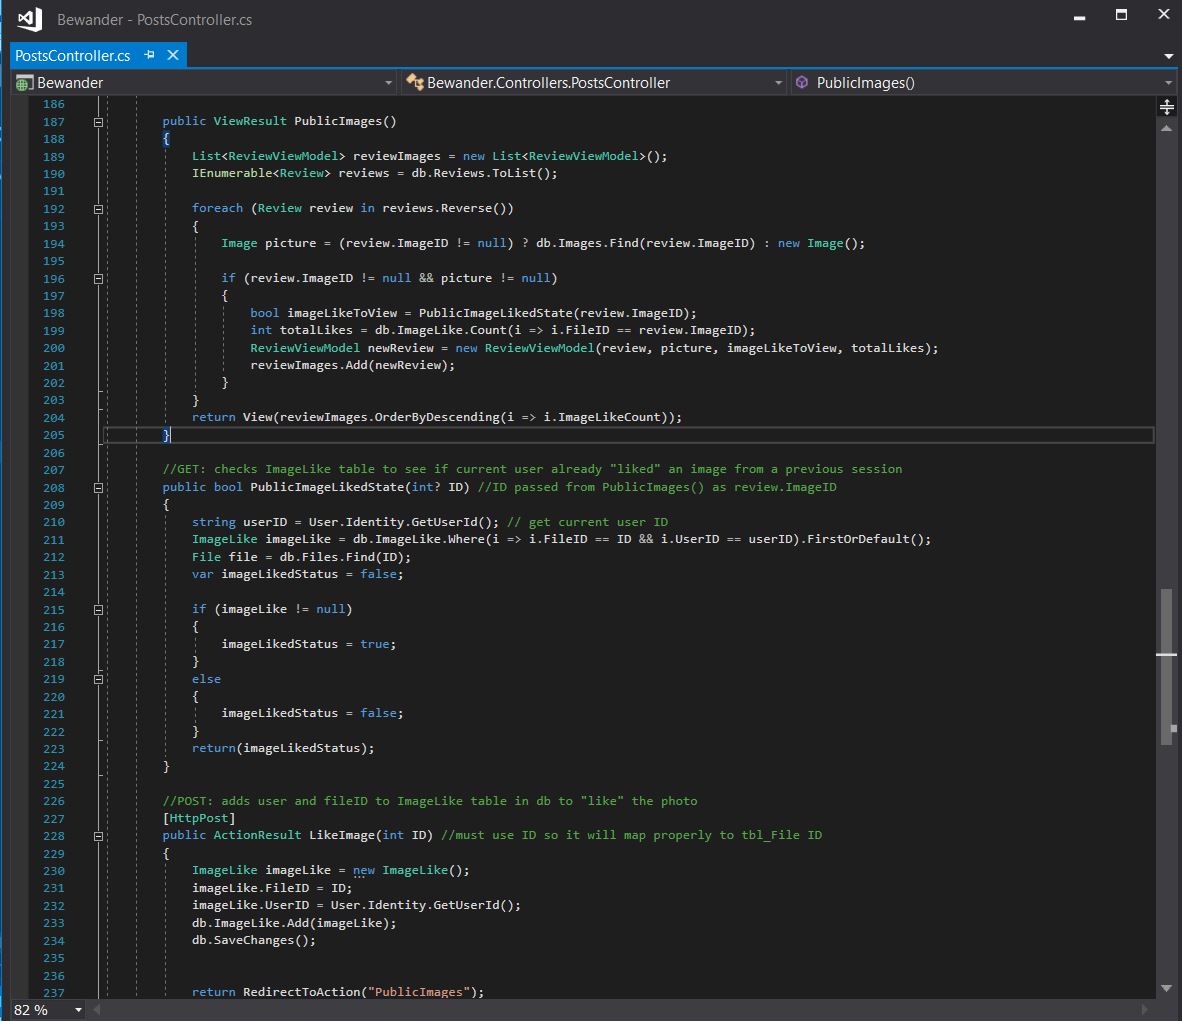 Bewander - PostsController.cs
PostsController.cs
Bewander Bewander.Controllers.PostsController PublicImages()
186
187 public ViewResult PublicImages()
188 {
189 List<ReviewViewModel> reviewImages = new List<ReviewViewModel>();
190 IEnumerable<Review> reviews = db.Reviews.ToList();
191
192 foreach (Review review in reviews.Reverse())
193 {
194 Image picture = (review.ImageID != null) ? db.Images.Find(review.ImageID) : new Image();
195
196 if (review.ImageID != null && picture != null)
197 {
198 bool imageLikeToView = PublicImageLikedState(review.ImageID);
199 int totalLikes = db.ImageLike.Count(i => i.FileID == review.ImageID);
200 ReviewViewModel newReview = new ReviewViewModel(review, picture, imageLikeToView, totalLikes);
201 reviewImages.Add(newReview);
202 }
203 }
204 return View(reviewImages.OrderByDescending(i => i.ImageLikeCount));
205 }
206
207 //GET: checks ImageLike table to see if current user already "liked" an image from a previous session
208 public bool PublicImageLikedState(int? ID) //ID passed from PublicImages() as review.ImageID
209 {
210 string userID = User.Identity.GetUserId(); // get current user ID
211 ImageLike imageLike = db.ImageLike.Where(i => i.FileID == ID && i.UserID == userID).FirstOrDefault();
212 File file = db.Files.Find(ID);
213 var imageLikedStatus = false;
214
215 if (imageLike != null)
216 {
217 imageLikedStatus = true;
218 }
219 else
220 {
221 imageLikedStatus = false;
222 }
223 return(imageLikedStatus);
224 }
225
226 //POST: adds user and fileID to ImageLike table in db to "like" the photo
227 [HttpPost]
228 public ActionResult LikeImage(int ID) //must use ID so it will map properly to tbl_File ID
229 {
230 ImageLike imageLike = new ImageLike();
231 imageLike.FileID = ID;
232 imageLike.UserID = User.Identity.GetUserId();
233 db.ImageLike.Add(imageLike);
234 db.SaveChanges();
235
236
237 return RedirectToAction("PublicImages");
82 %